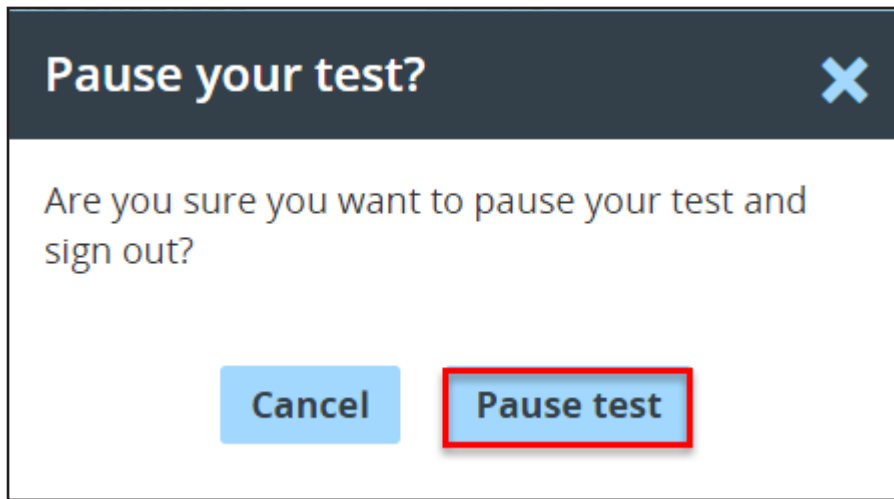 Pause your test?
Are you sure you want to pause your test and
sign out?
Cancel Pause test